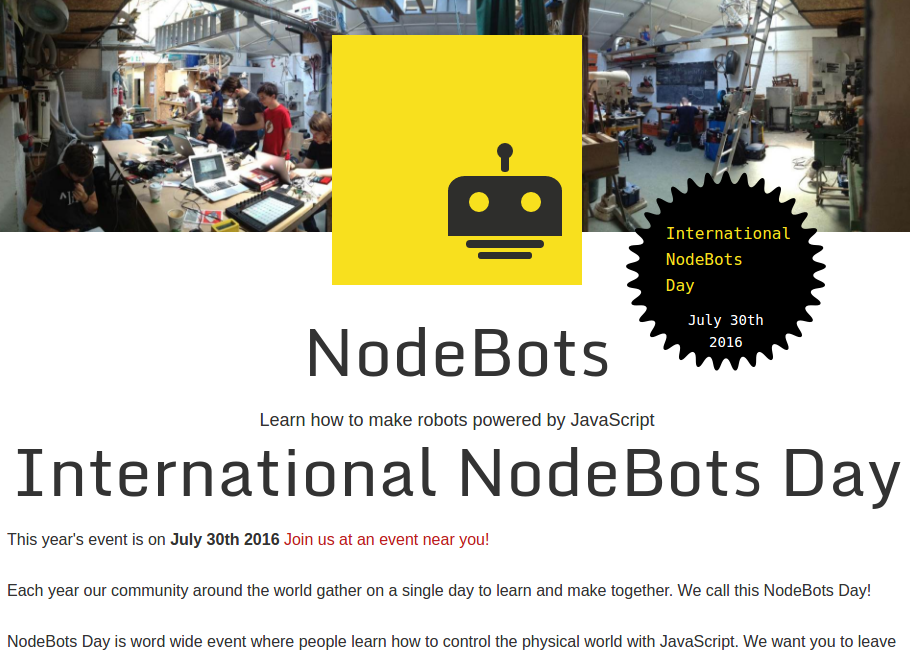 International
NodeBots
Day
July 30th
2016
NodeBots
Learn how to make robots powered by JavaScript
International NodeBots Day
This year's event is on July 30th 2016 Join us at an event near you!
Each year our community around the world gather on a single day to learn and make together. We call this NodeBots Day!
NodeBots Day is word wide event where people learn how to control the physical world with JavaScript. We want you to leave